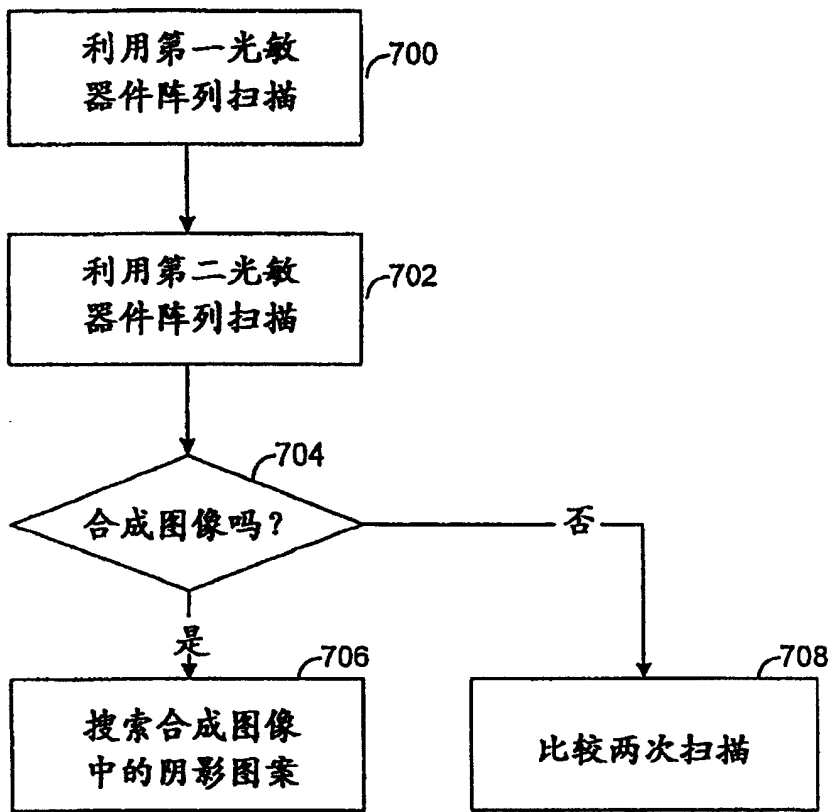 利用第一光敏
器件阵列扫描
700
利用第二光敏
器件阵列扫描
702
704
合成图像吗?
否
是
706
搜索合成图像
中的阴影图案
708
比较两次扫描